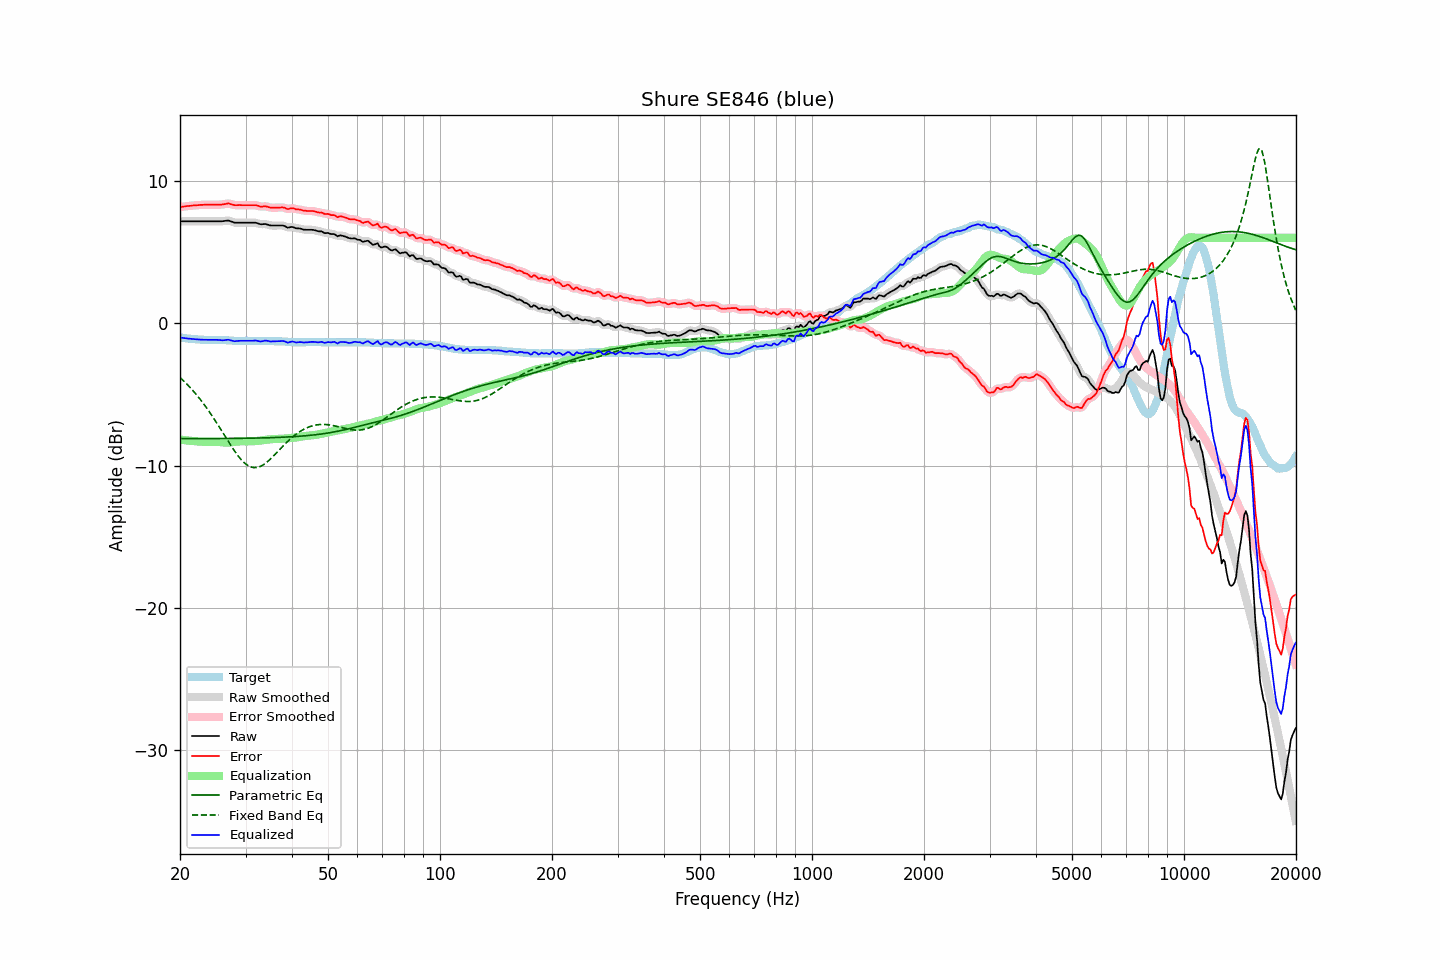 Shure SE846 (blue)
Amplitude (dBr)
10
0
−10
−20
−30
Target
Raw Smoothed
Error Smoothed
Raw
Error
Equalization
Parametric Eq
Fixed Band Eq
Equalized
20 50 100 200 500 1000 2000 5000 10000 20000
Frequency (Hz)